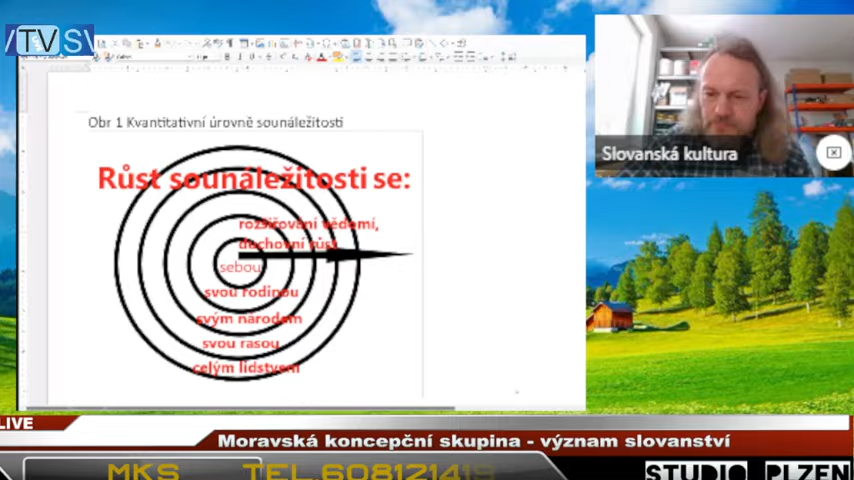 TVSV
Obr 1 Kvantitativní úrovně sounáležitosti
Růst sounáležitosti se:
rozšiřování vědomí,
duchovní růst
sebou
svou rodinou
svým národem
svou rasou
celým lidstvem
Slovanská kultura
LIVE
Moravská koncepční skupina - význam slovanství
MKS TEL.608121419
STUDIO PLZEN